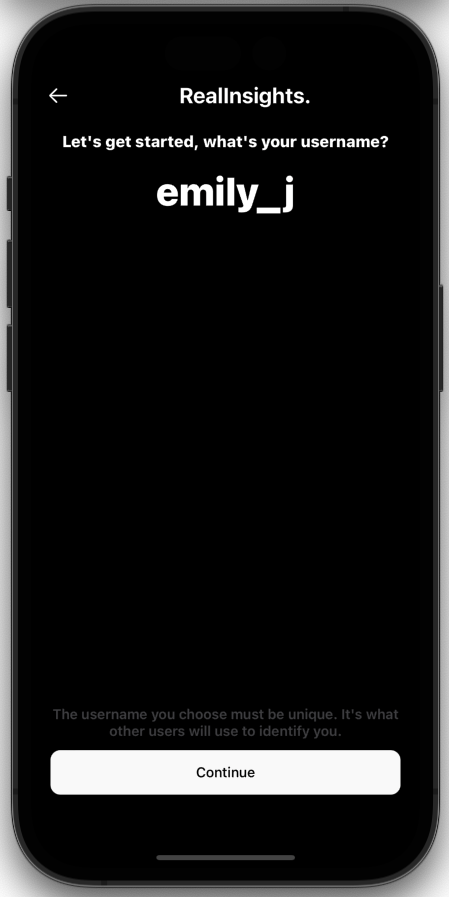 RealInsights.
Let's get started, what's your username?
emily_j
The username you choose must be unique. It's what
other users will use to identify you.
Continue